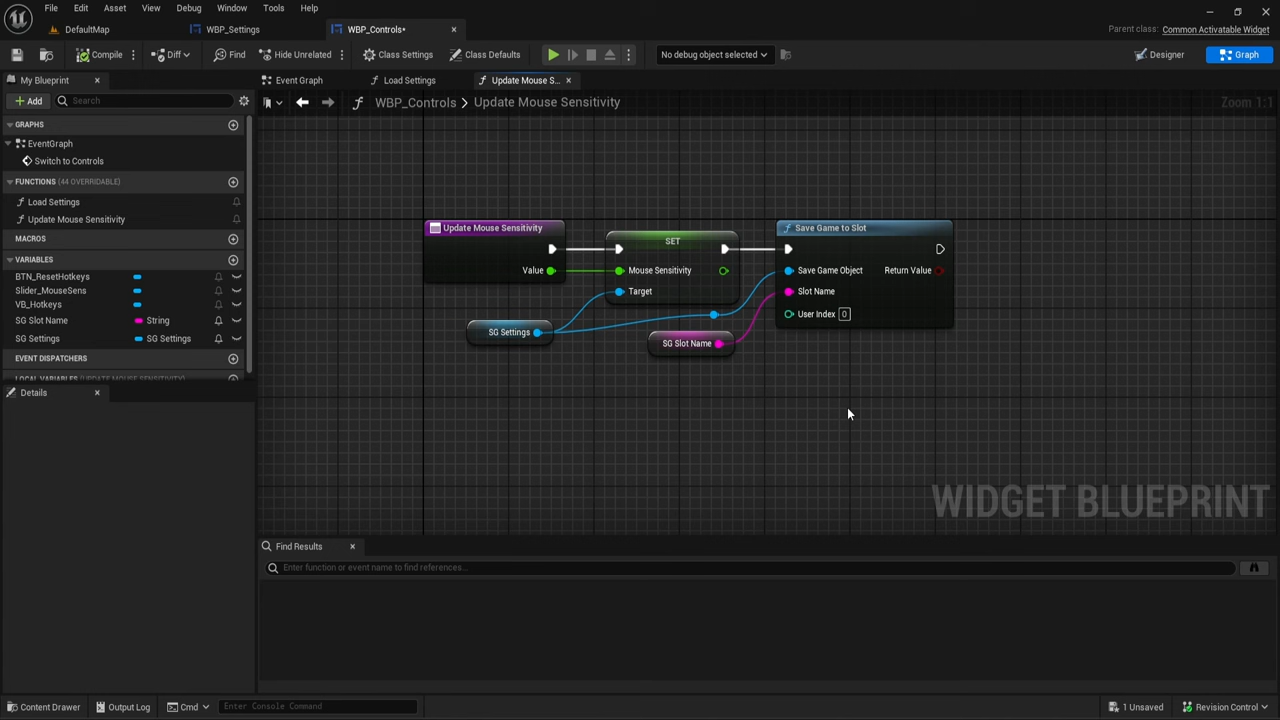 File Edit Asset View Debug Window Tools Help
DefaultMap
WBP_Settings
WBP_Controls•
Parent class: Common Activatable Widget
Compile
Diff
Find
Hide Unrelated
Class Settings
Class Defaults
No debug object selected
Designer
Graph
My Blueprint
Event Graph
Load Settings
Update Mouse S...
Add
Search
WBP_Controls > Update Mouse Sensitivity
Zoom 1:1
GRAPHS
EventGraph
Switch to Controls
FUNCTIONS (44 OVERRIDABLE)
Load Settings
Update Mouse Sensitivity
MACROS
VARIABLES
BTN_ResetHotkeys
Slider_MouseSens
VB_Hotkeys
SG Slot Name String
SG Settings SG Settings
EVENT DISPATCHERS
LOCAL VARIABLES (UPDATE MOUSE SENSITIVITY)
Details
Update Mouse Sensitivity
Value
SET
Mouse Sensitivity
Target
Save Game to Slot
Save Game Object Return Value
Slot Name
User Index 0
SG Settings
SG Slot Name
WIDGET BLUEPRINT
Find Results
Enter function or event name to find references...
Content Drawer
Output Log
Cmd
Enter Console Command
1 Unsaved
Revision Control